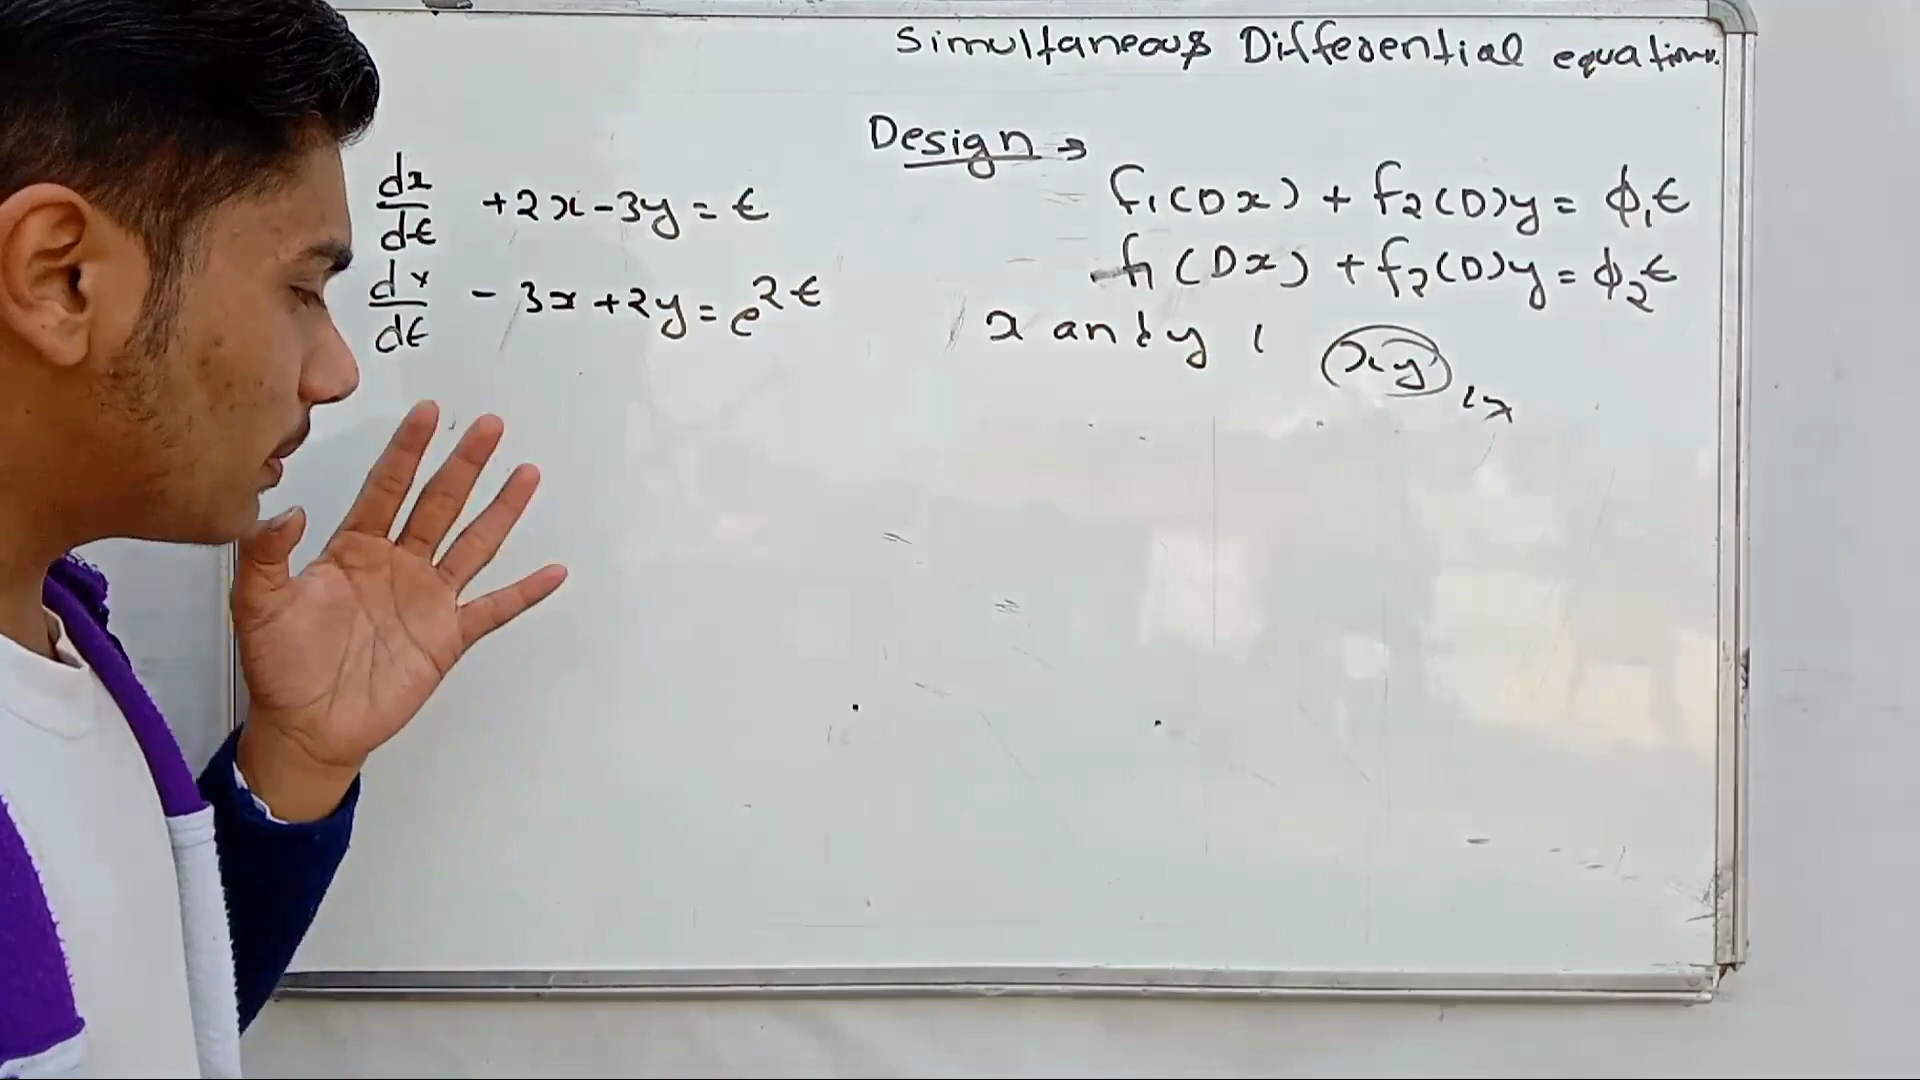 Simultaneous Differential equations.
Design →
dx/dt +2x-3y = t
dy/dt - 3x+2y = e^2t
f1(Dx) + f2(D)y = ϕ1t
f1(Dx) + f2(D)y = ϕ2t
x and y (xy)